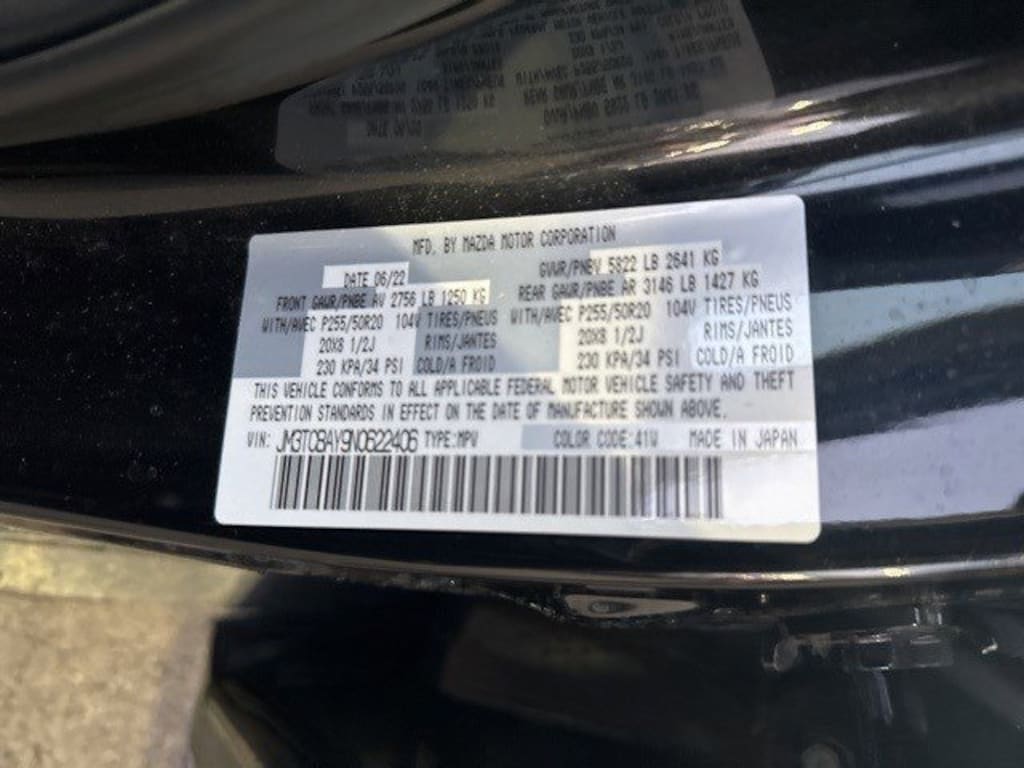 MFD. BY MAZDA MOTOR CORPORATION
DATE 06/22 GVWR/PNBV 5822 LB 2641 KG
FRONT GAWR/PNBE AV 2756 LB 1250 KG REAR GAWR/PNBE AR 3146 LB 1427 KG
WITH/AVEC P255/50R20 104V TIRES/PNEUS WITH/AVEC P255/50R20 104V TIRES/PNEUS
20X8 1/2J RIMS/JANTES 20X8 1/2J RIMS/JANTES
230 KPA/34 PSI COLD/A FROID 230 KPA/34 PSI COLD/A FROID
THIS VEHICLE CONFORMS TO ALL APPLICABLE FEDERAL MOTOR VEHICLE SAFETY AND THEFT
PREVENTION STANDARDS IN EFFECT ON THE DATE OF MANUFACTURE SHOWN ABOVE.
VIN: JM3TCBAY9N0622406 TYPE:MPV COLOR CODE:41W MADE IN JAPAN